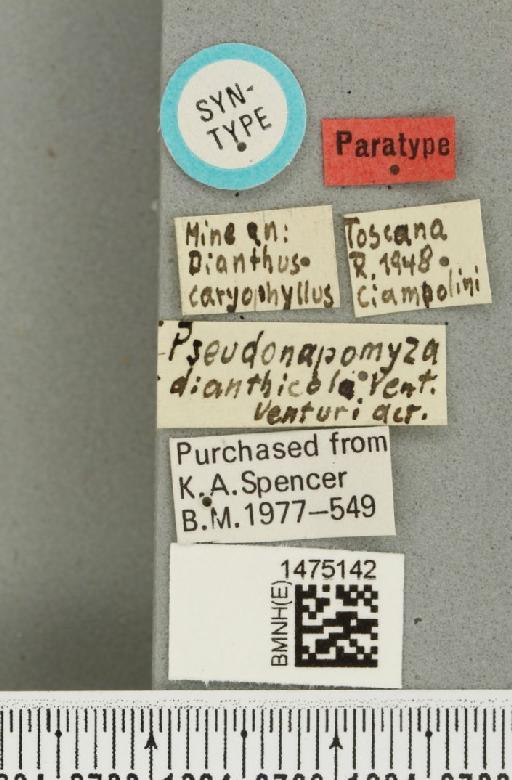 SYN-
TYPE
Paratype
Mine en:
Dianthus
caryophyllus
Toscana
R. 1948
Ciampolini
Pseudonapomyza
dianthicola Vent.
Venturi det.
Purchased from
K.A. Spencer
B.M. 1977–549
1475142
BMNH(E)